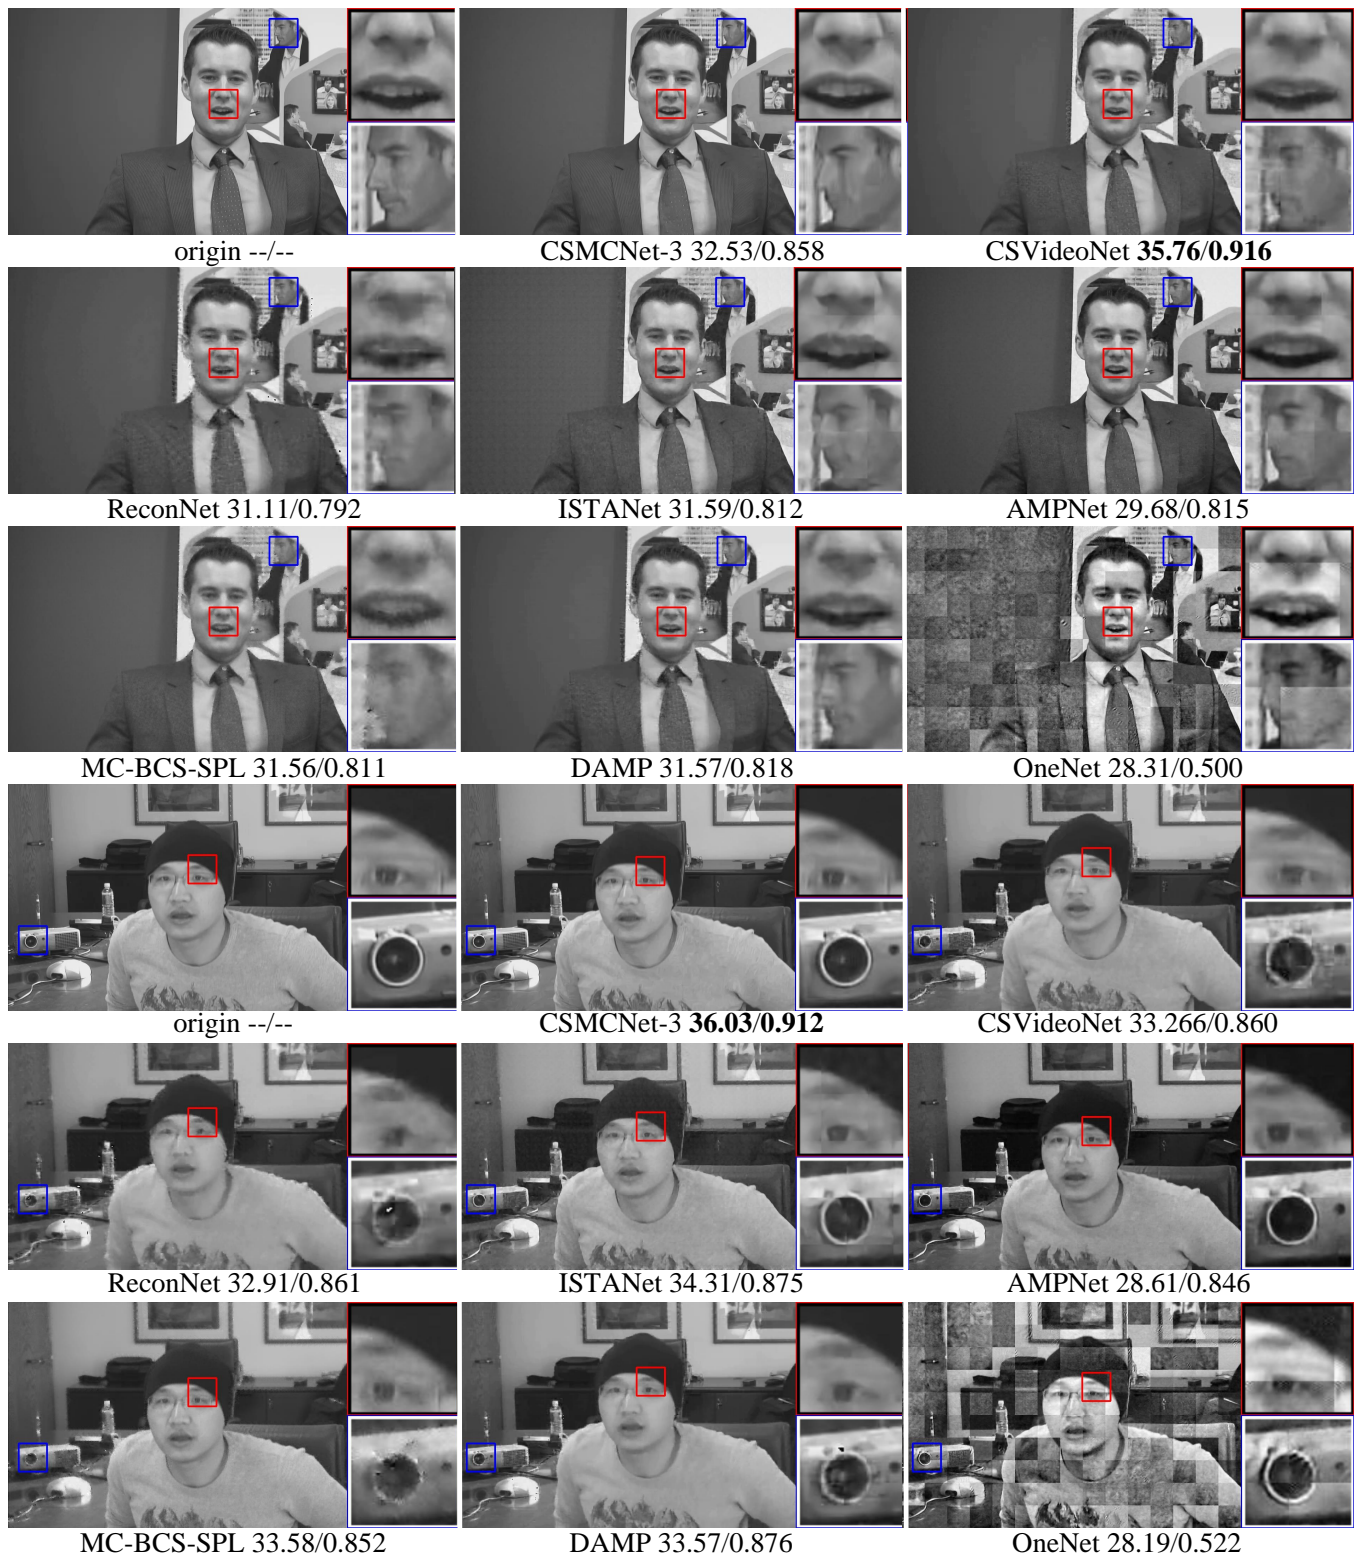 origin --/--
CSMCNet-3 32.53/0.858
CSVideoNet 35.76/0.916
ReconNet 31.11/0.792
ISTANet 31.59/0.812
AMPNet 29.68/0.815
MC-BCS-SPL 31.56/0.811
DAMP 31.57/0.818
OneNet 28.31/0.500
origin --/--
CSMCNet-3 36.03/0.912
CSVideoNet 33.266/0.860
ReconNet 32.91/0.861
ISTANet 34.31/0.875
AMPNet 28.61/0.846
MC-BCS-SPL 33.58/0.852
DAMP 33.57/0.876
OneNet 28.19/0.522